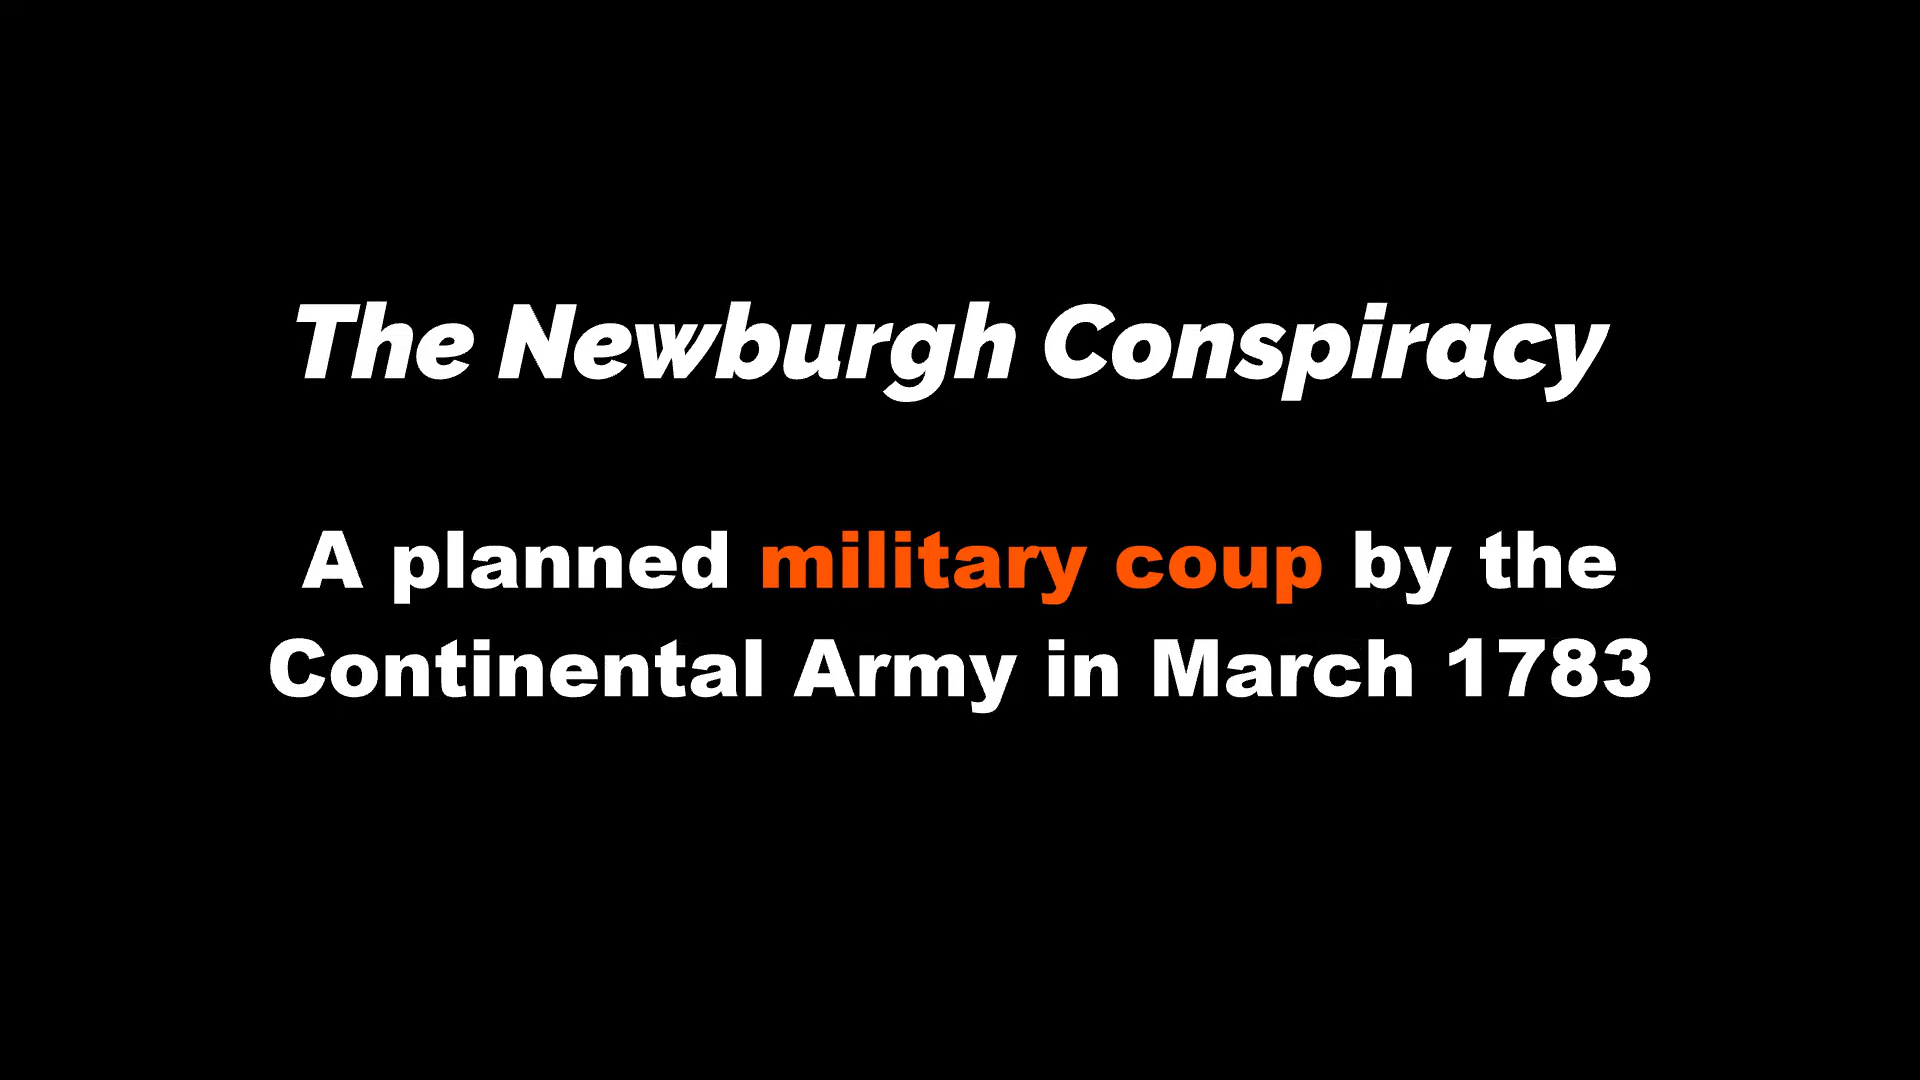 The Newburgh Conspiracy
A planned military coup by the
Continental Army in March 1783